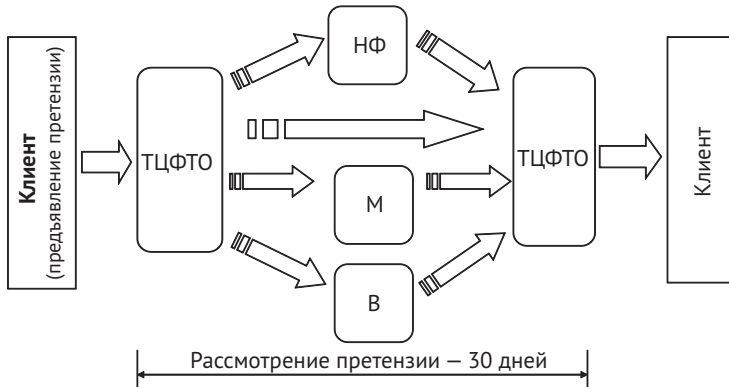 Клиент
(предъявление претензии)
ТЦФТО
НФ
М
В
ТЦФТО
Клиент
Рассмотрение претензии — 30 дней